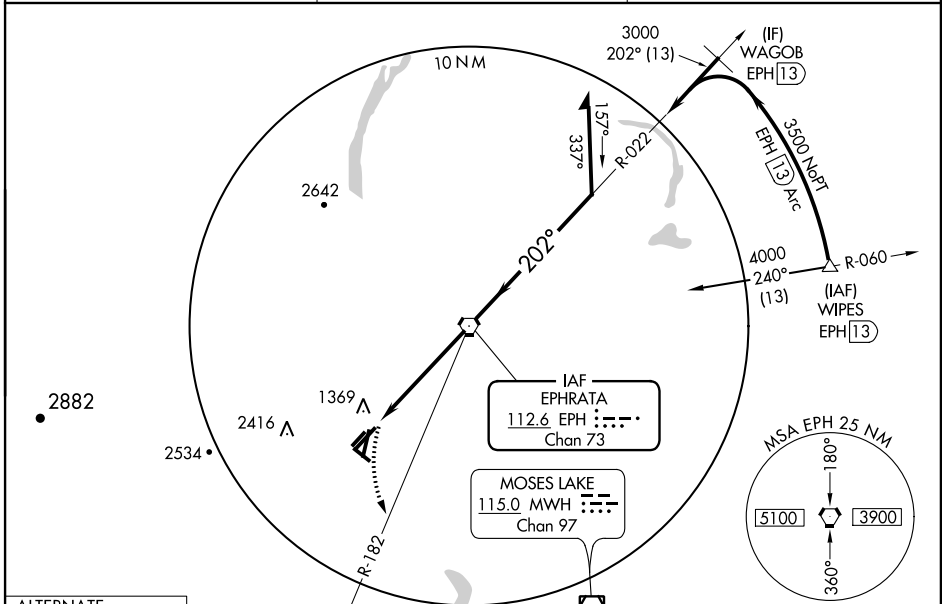 3000
202° (13)
(IF)
WAGOB
EPH 13
10 NM
157°
337°
R-022
3500 NoPT
EPH 13 Arc
2642
202°
4000
240°
(13)
R-060
(IAF)
WIPES
EPH 13
IAF
EPHRATA
112.6 EPH
Chan 73
2882
1369
2416
2534
MOSES LAKE
115.0 MWH
Chan 97
MSA EPH 25 NM
180°
5100
3900
360°
R-182
ALTERNATE